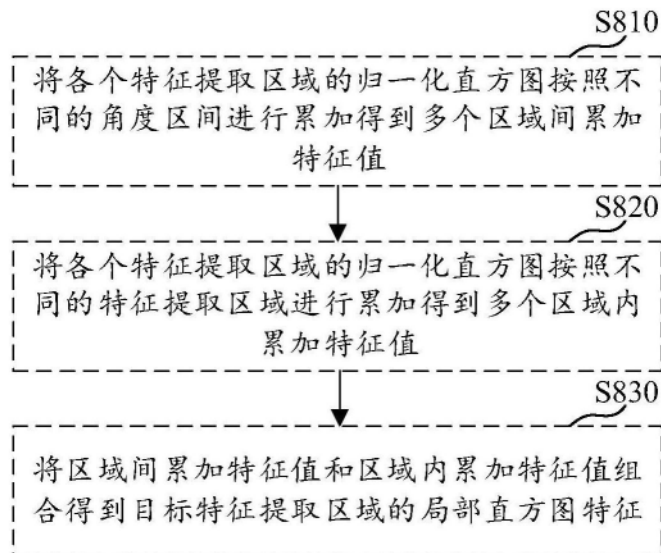 S810
将各个特征提取区域的归一化直方图按照不
同的角度区间进行累加得到多个区域间累加
特征值
S820
将各个特征提取区域的归一化直方图按照不
同的特征提取区域进行累加得到多个区域内
累加特征值
S830
将区域间累加特征值和区域内累加特征值组
合得到目标特征提取区域的局部直方图特征